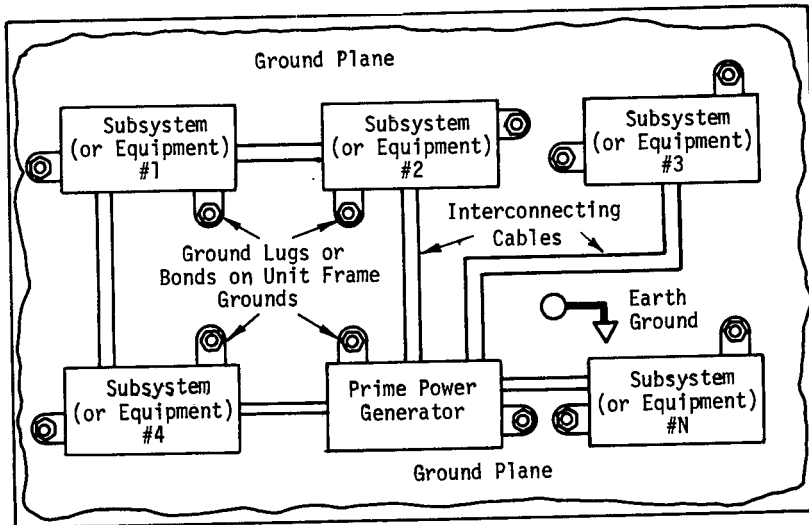 Ground Plane
Subsystem
(or Equipment)
#1
Subsystem
(or Equipment)
#2
Subsystem
(or Equipment)
#3
Interconnecting
Cables
Ground Lugs or
Bonds on Unit Frame
Grounds
Earth
Ground
Subsystem
(or Equipment)
#4
Prime Power
Generator
Subsystem
(or Equipment)
#N
Ground Plane